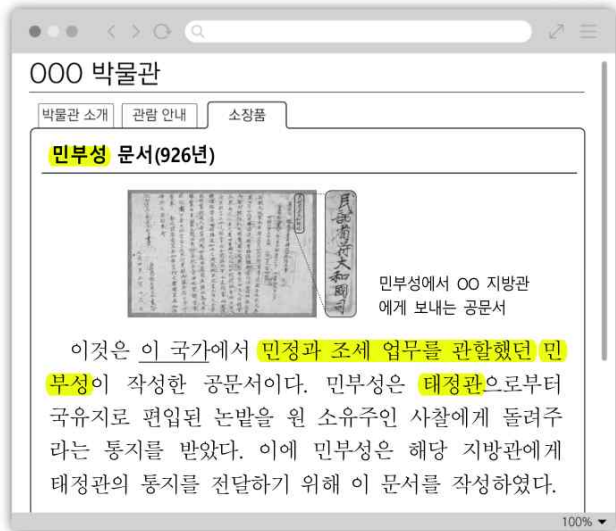 OOO 박물관
박물관 소개 관람 안내 소장품
민부성 문서(926년)
民部省符大和國司
민부성에서 OO 지방관
에게 보내는 공문서
이것은 이 국가에서 민정과 조세 업무를 관할했던 민
부성이 작성한 공문서이다. 민부성은 태정관으로부터
국유지로 편입된 논밭을 원 소유주인 사찰에게 돌려주
라는 통지를 받았다. 이에 민부성은 해당 지방관에게
태정관의 통지를 전달하기 위해 이 문서를 작성하였다.
100%